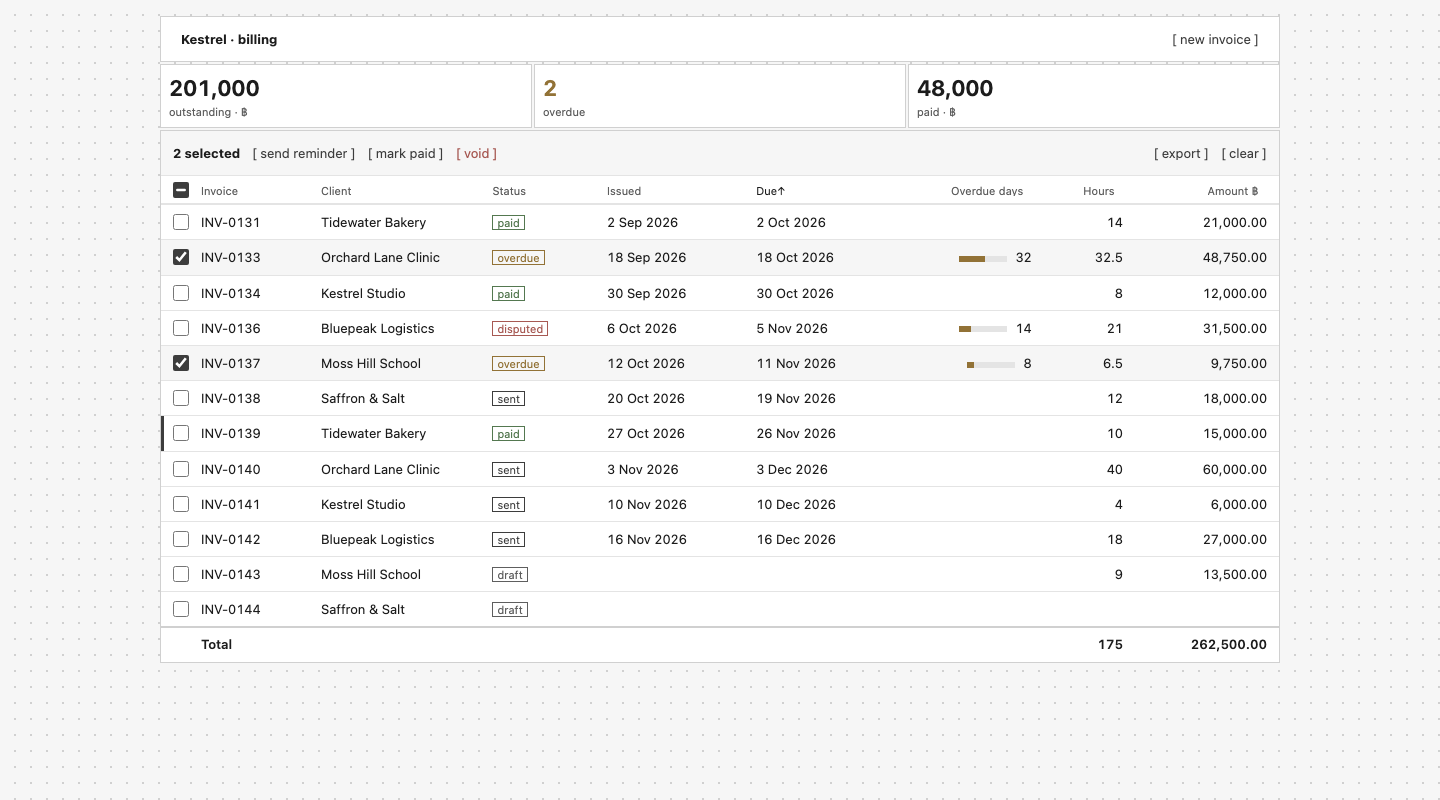 Kestrel · billing [ new invoice ]
201,000 2 48,000
outstanding · ฿ overdue paid · ฿
2 selected [ send reminder ] [ mark paid ] [ void ] [ export ] [ clear ]
Invoice Client Status Issued Due↑ Overdue days Hours Amount ฿
INV-0131 Tidewater Bakery paid 2 Sep 2026 2 Oct 2026 14 21,000.00
INV-0133 Orchard Lane Clinic overdue 18 Sep 2026 18 Oct 2026 32 32.5 48,750.00
INV-0134 Kestrel Studio paid 30 Sep 2026 30 Oct 2026 8 12,000.00
INV-0136 Bluepeak Logistics disputed 6 Oct 2026 5 Nov 2026 14 21 31,500.00
INV-0137 Moss Hill School overdue 12 Oct 2026 11 Nov 2026 8 6.5 9,750.00
INV-0138 Saffron & Salt sent 20 Oct 2026 19 Nov 2026 12 18,000.00
INV-0139 Tidewater Bakery paid 27 Oct 2026 26 Nov 2026 10 15,000.00
INV-0140 Orchard Lane Clinic sent 3 Nov 2026 3 Dec 2026 40 60,000.00
INV-0141 Kestrel Studio sent 10 Nov 2026 10 Dec 2026 4 6,000.00
INV-0142 Bluepeak Logistics sent 16 Nov 2026 16 Dec 2026 18 27,000.00
INV-0143 Moss Hill School draft 9 13,500.00
INV-0144 Saffron & Salt draft
Total 175 262,500.00